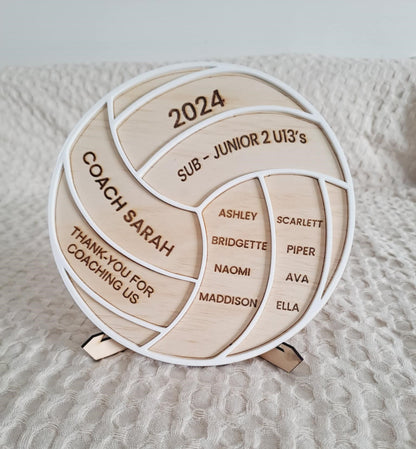 2024
SUB - JUNIOR 2 U13's
COACH SARAH
THANK-YOU FOR
COACHING US
ASHLEY
BRIDGETTE
NAOMI
MADDISON
SCARLETT
PIPER
AVA
ELLA